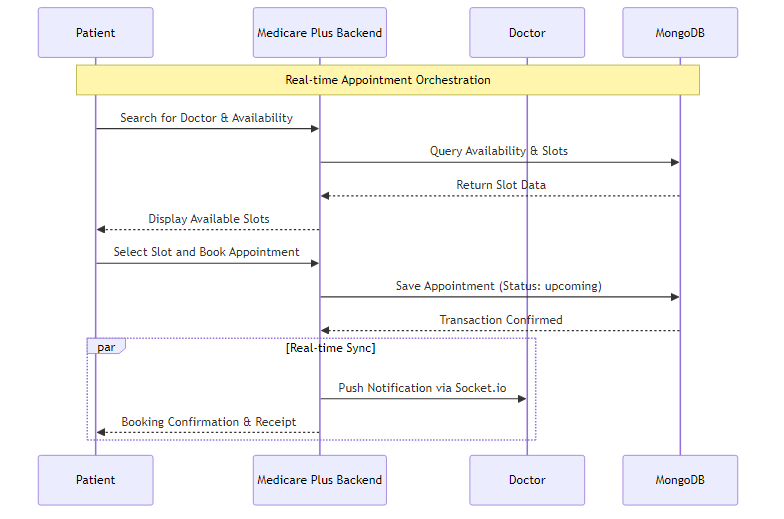 Patient
Medicare Plus Backend
Doctor
MongoDB
Real-time Appointment Orchestration
Search for Doctor & Availability
Query Availability & Slots
Return Slot Data
Display Available Slots
Select Slot and Book Appointment
Save Appointment (Status: upcoming)
Transaction Confirmed
par
[Real-time Sync]
Push Notification via Socket.io
Booking Confirmation & Receipt
Patient
Medicare Plus Backend
Doctor
MongoDB